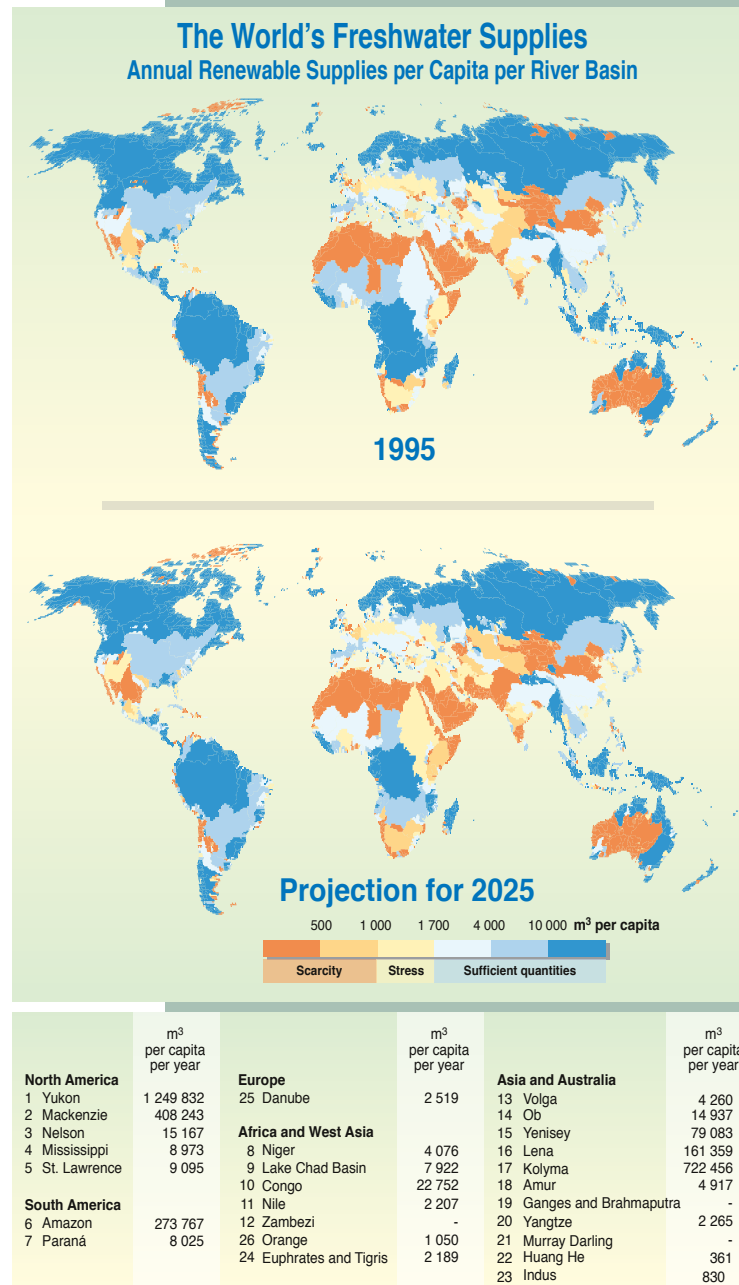 The World's Freshwater Supplies
Annual Renewable Supplies per Capita per River Basin
1995
Projection for 2025
500 1 000 1 700 4 000 10 000 m³ per capita
Scarcity Stress Sufficient quantities
m³
per capita
per year
North America
1 Yukon 1 249 832
2 Mackenzie 408 243
3 Nelson 15 167
4 Mississippi 8 973
5 St. Lawrence 9 095
South America
6 Amazon 273 767
7 Paraná 8 025
m³
per capita
per year
Europe
25 Danube 2 519
Africa and West Asia
8 Niger 4 076
9 Lake Chad Basin 7 922
10 Congo 22 752
11 Nile 2 207
12 Zambezi -
26 Orange 1 050
24 Euphrates and Tigris 2 189
m³
per capita
per year
Asia and Australia
13 Volga 4 260
14 Ob 14 937
15 Yenisey 79 083
16 Lena 161 359
17 Kolyma 722 456
18 Amur 4 917
19 Ganges and Brahmaputra -
20 Yangtze 2 265
21 Murray Darling -
22 Huang He 361
23 Indus 830